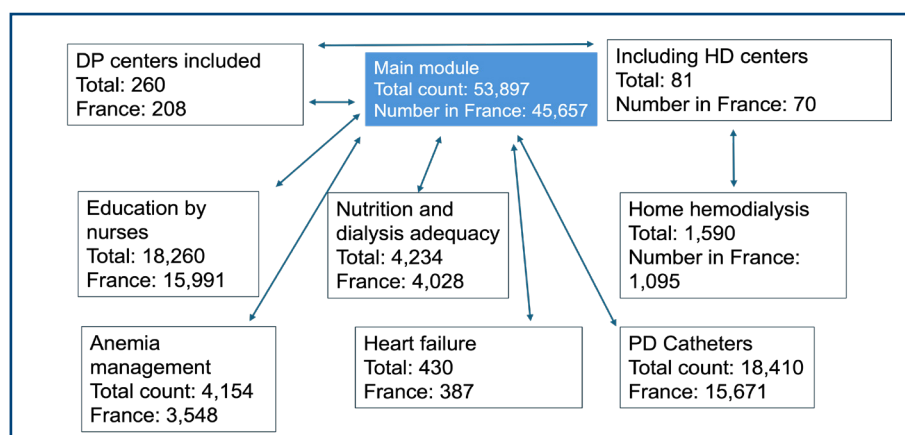 DP centers included
Total: 260
France: 208
Main module
Total count: 53,897
Number in France: 45,657
Including HD centers
Total: 81
Number in France: 70
Education by
nurses
Total: 18,260
France: 15,991
Nutrition and
dialysis adequacy
Total: 4,234
France: 4,028
Home hemodialysis
Total: 1,590
Number in France:
1,095
Anemia
management
Total count: 4,154
France: 3,548
Heart failure
Total: 430
France: 387
PD Catheters
Total count: 18,410
France: 15,671